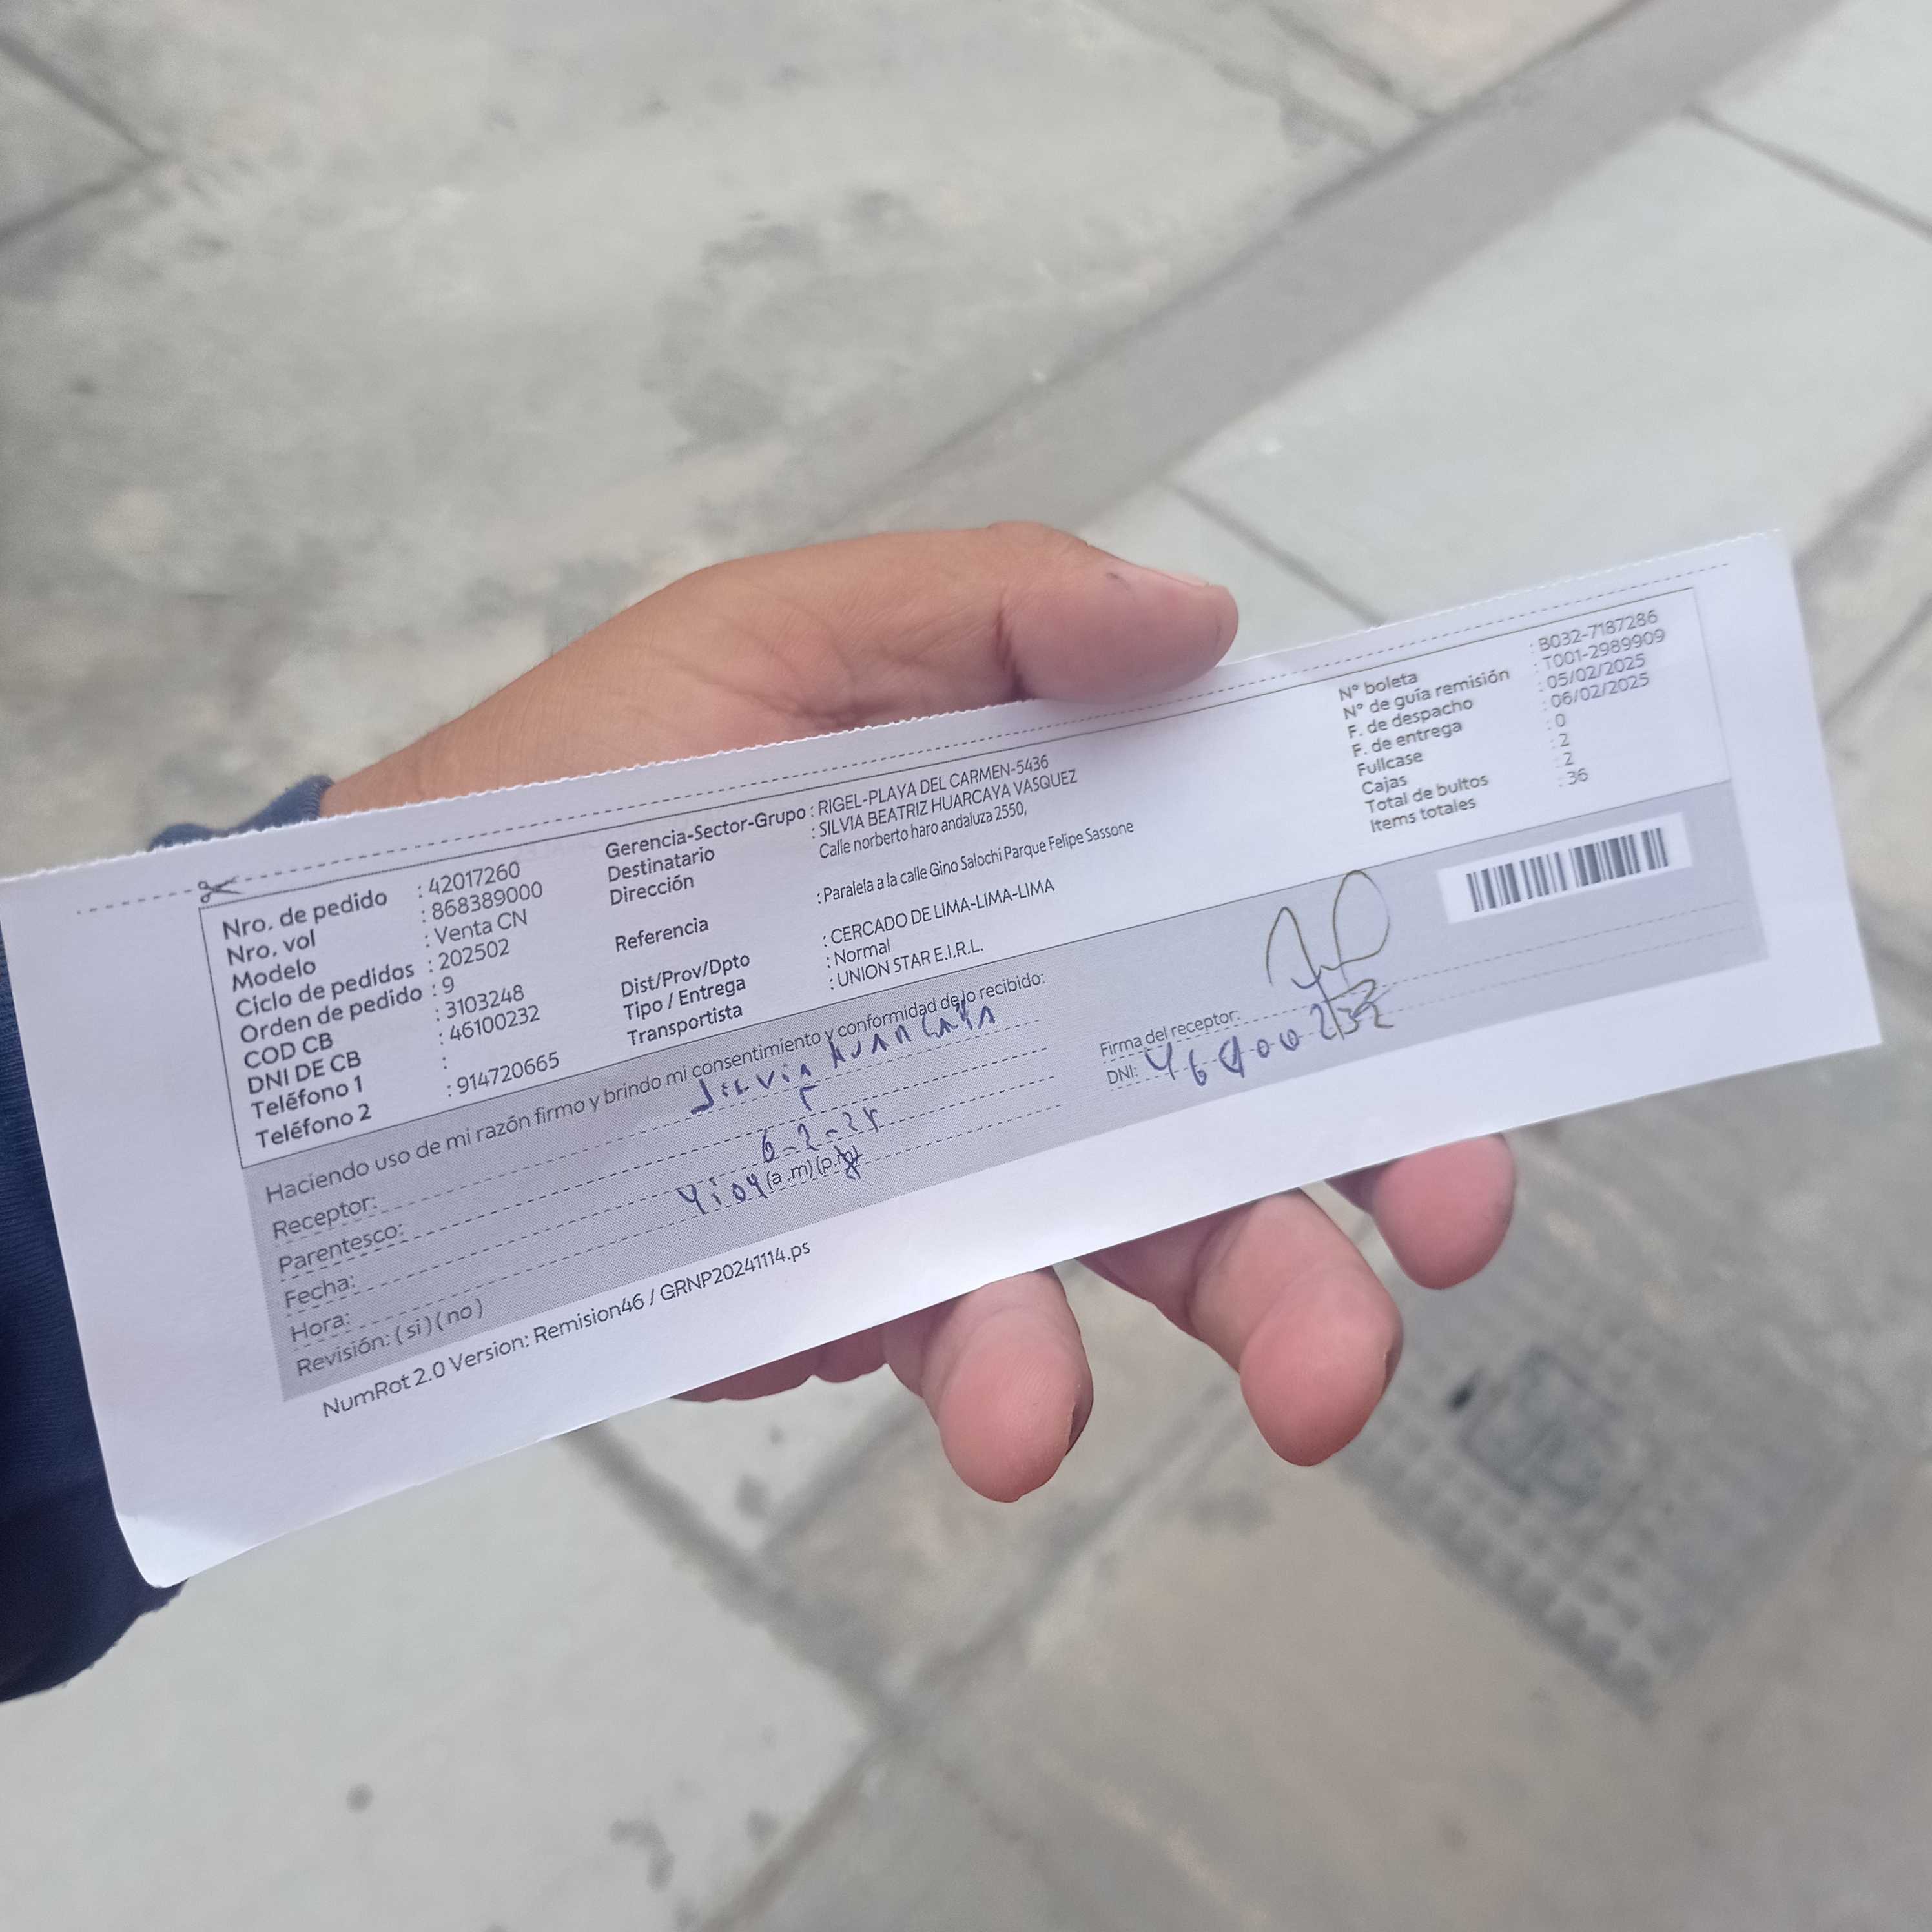 Nro. de pedido : 42017260
Nro. vol : 868389000
Modelo : Venta CN
Ciclo de pedidos : 202502
Orden de pedido : 9
COD CB : 3103248
DNI DE CB : 46100232
Teléfono 1 :
Teléfono 2 : 914720665
Gerencia-Sector-Grupo : RIGEL-PLAYA DEL CARMEN-5436
Destinatario : SILVIA BEATRIZ HUARCAYA VASQUEZ
Dirección Calle norberto haro andaluza 2550,
Referencia : Paralela a la calle Gino Salochi Parque Felipe Sassone
Dist/Prov/Dpto : CERCADO DE LIMA-LIMA-LIMA
Tipo / Entrega : Normal
Transportista : UNION STAR E.I.R.L.
N° boleta : B032-7187286
N° de guía remisión : T001-2989909
F. de despacho : 05/02/2025
F. de entrega : 06/02/2025
Fullcase : 0
Cajas : 2
Total de bultos : 2
Items totales : 36
Haciendo uso de mi razón firmo y brindo mi consentimiento y conformidad de lo recibido:
Receptor: Silvia Huarcaya
Parentesco:
Fecha: 6-2-25
Hora: 4:04 (a.m) (p.m)
Revisión: ( si ) ( no )
Firma del receptor:
DNI:
NumRot 2.0 Version: Remision46 / GRNP20241114.ps